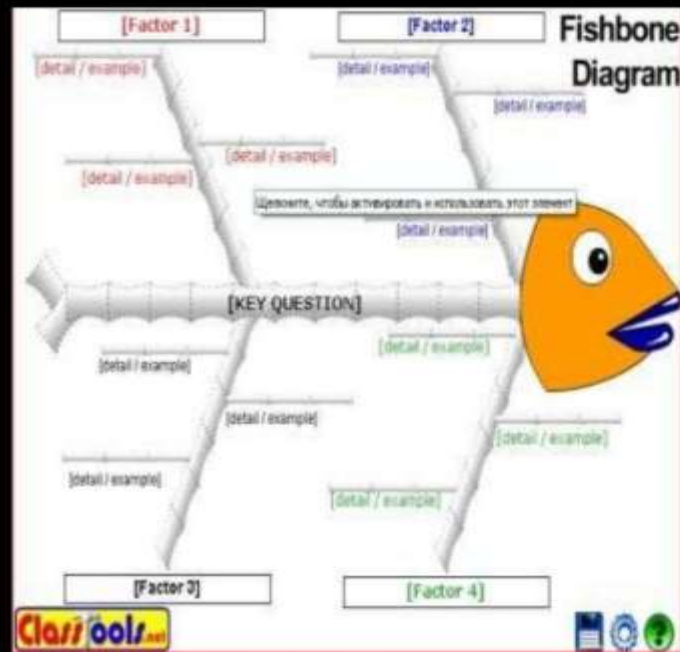 [Factor 1]
[Factor 2]
Fishbone
Diagram
[detail / example]
[detail / example]
[detail / example]
[detail / example]
[detail / example]
Щелкните, чтобы активировать и использовать этот элемент
[detail / example]
[KEY QUESTION]
[detail / example]
[detail / example]
[detail / example]
[detail / example]
[detail / example]
[detail / example]
[Factor 3]
[Factor 4]
ClassTools.net